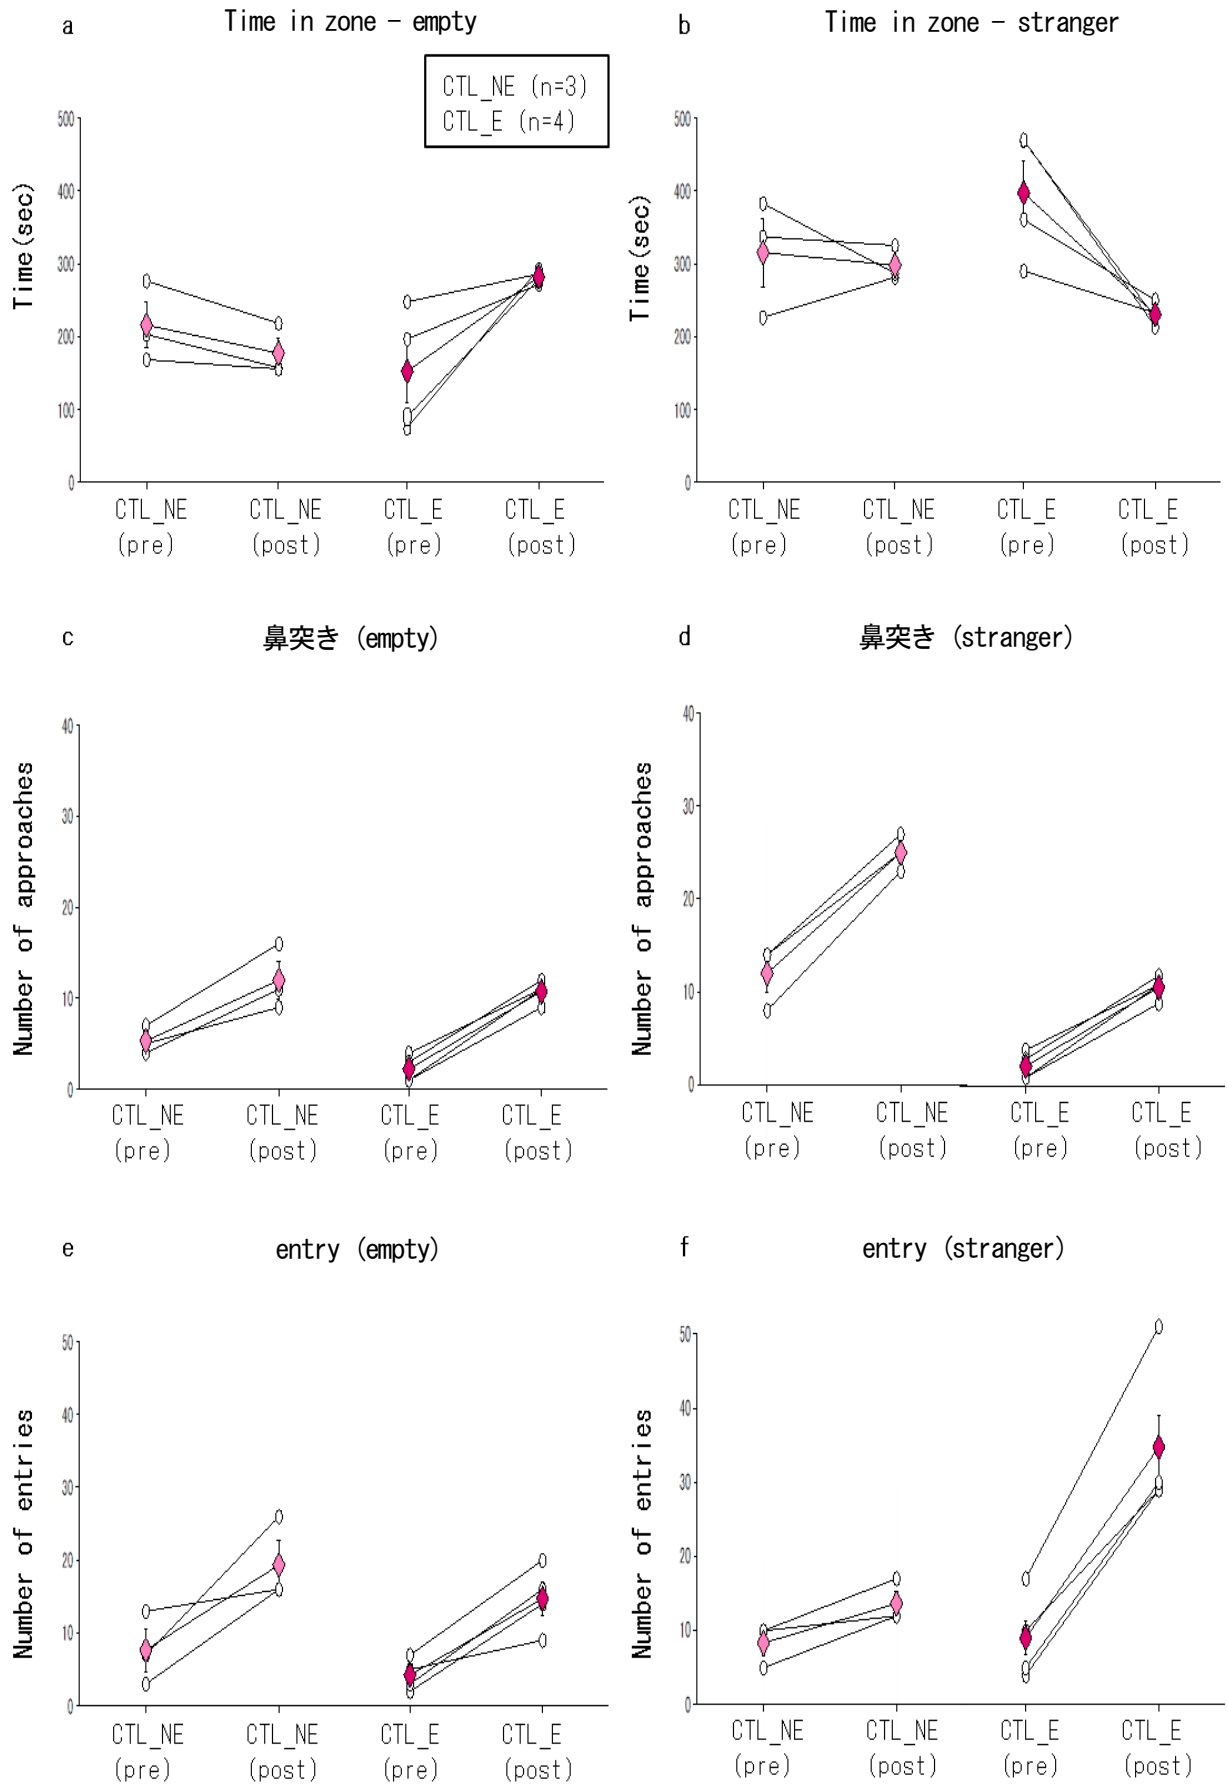 a
Time in zone – empty
CTL_NE (n=3)
CTL_E (n=4)
Time(sec)
500
400
300
200
100
0
CTL_NE CTL_NE CTL_E CTL_E
(pre) (post) (pre) (post)
b
Time in zone – stranger
Time(sec)
500
400
300
200
100
0
CTL_NE CTL_NE CTL_E CTL_E
(pre) (post) (pre) (post)
c
鼻突き (empty)
Number of approaches
40
30
20
10
0
CTL_NE CTL_NE CTL_E CTL_E
(pre) (post) (pre) (post)
d
鼻突き (stranger)
Number of approaches
40
30
20
10
0
CTL_NE CTL_NE CTL_E CTL_E
(pre) (post) (pre) (post)
e
entry (empty)
Number of entries
50
40
30
20
10
0
CTL_NE CTL_NE CTL_E CTL_E
(pre) (post) (pre) (post)
f
entry (stranger)
Number of entries
50
40
30
20
10
0
CTL_NE CTL_NE CTL_E CTL_E
(pre) (post) (pre) (post)